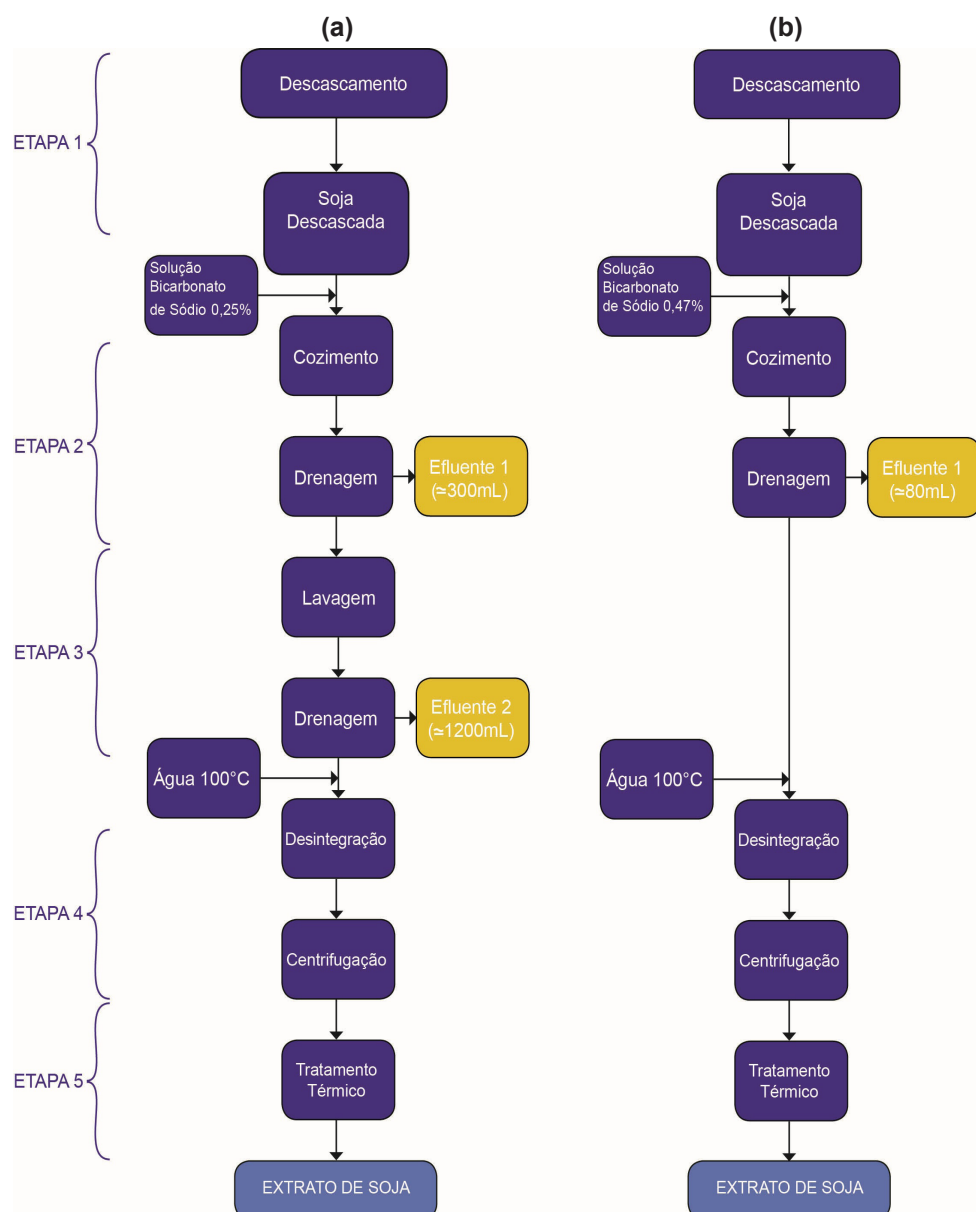 (a)
Descascamento
ETAPA 1
Soja
Descascada
Solução
Bicarbonato
de Sódio 0,25%
Cozimento
ETAPA 2
Drenagem
Efluente 1
(≃300mL)
Lavagem
ETAPA 3
Drenagem
Efluente 2
(≃1200mL)
Água 100°C
Desintegração
ETAPA 4
Centrifugação
Tratamento
Térmico
ETAPA 5
EXTRATO DE SOJA
(b)
Descascamento
Soja
Descascada
Solução
Bicarbonato
de Sódio 0,47%
Cozimento
Drenagem
Efluente 1
(≃80mL)
Água 100°C
Desintegração
Centrifugação
Tratamento
Térmico
EXTRATO DE SOJA